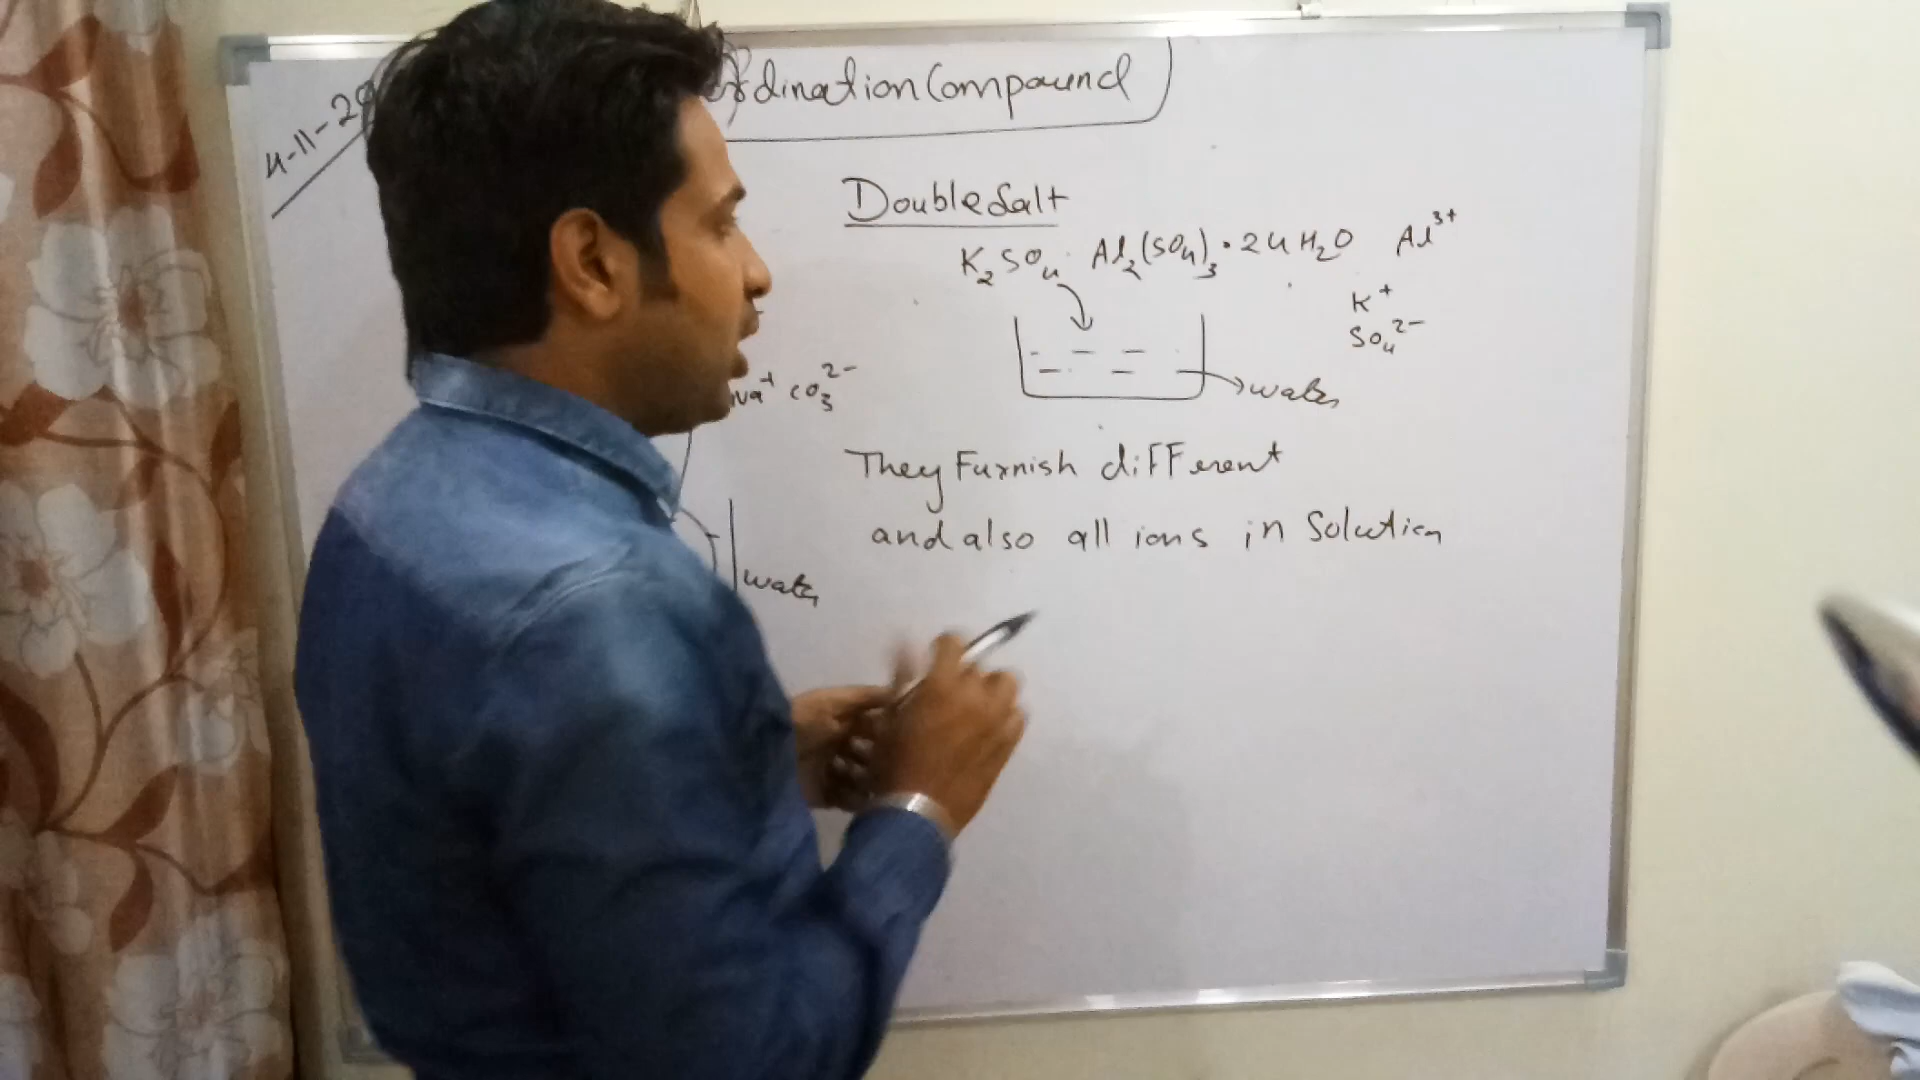 4-11-20
ordination Compound
Double Salt
K₂SO₄ · Al₂(SO₄)₃ · 24H₂O Al³⁺
K⁺
SO₄²⁻
Na⁺ CO₃²⁻
water
They Furnish different
and also all ions in Solution
water